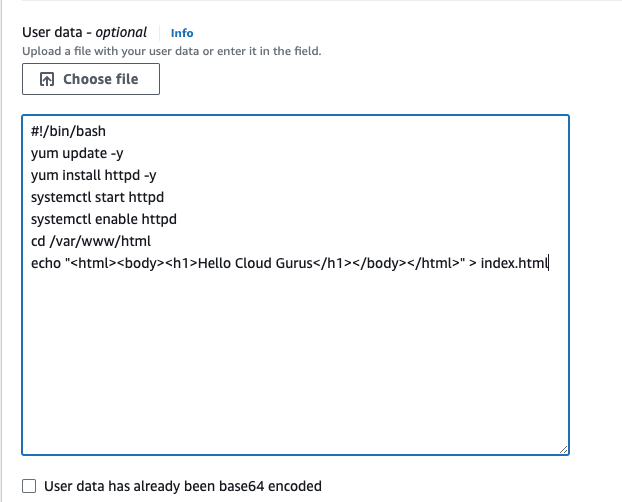 User data - optional Info
Upload a file with your user data or enter it in the field.
Choose file
#!/bin/bash
yum update -y
yum install httpd -y
systemctl start httpd
systemctl enable httpd
cd /var/www/html
echo "<html><body><h1>Hello Cloud Gurus</h1></body></html>" > index.html
User data has already been base64 encoded